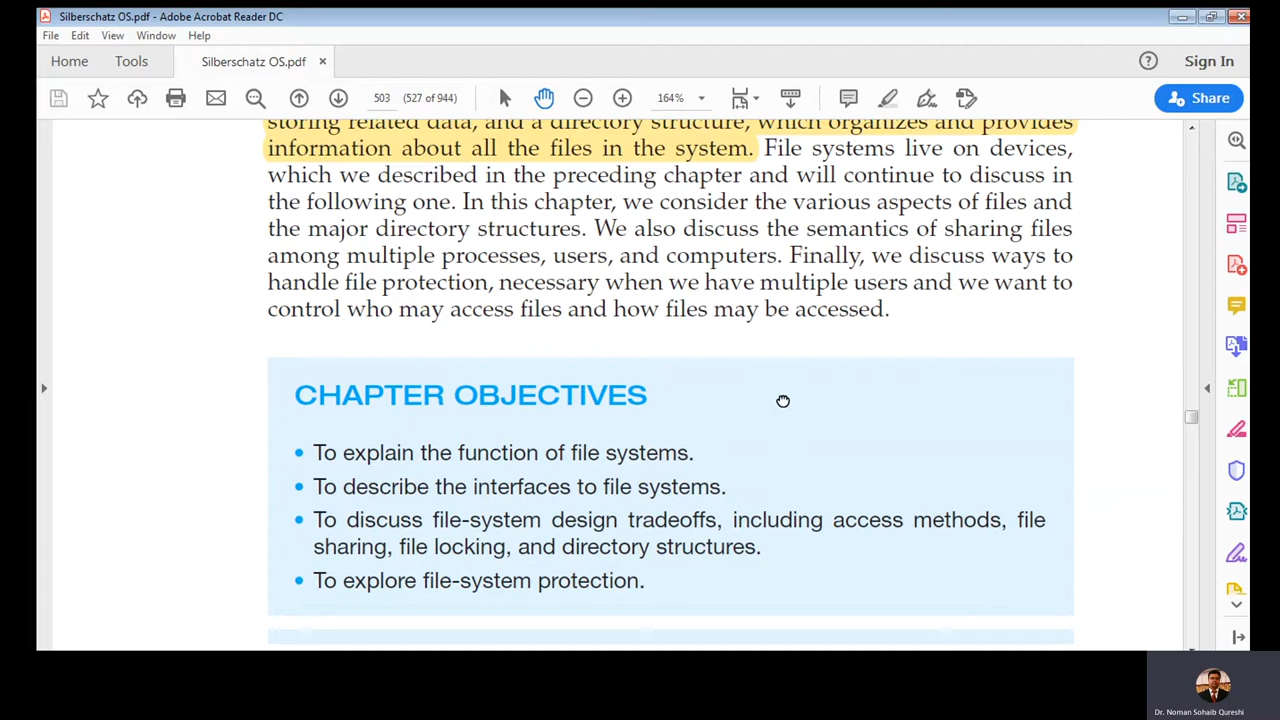 Silberschatz OS.pdf - Adobe Acrobat Reader DC
File Edit View Window Help
Home Tools Silberschatz OS.pdf × Sign In
503 (527 of 944) 164% Share
storing related data, and a directory structure, which organizes and provides
information about all the files in the system. File systems live on devices,
which we described in the preceding chapter and will continue to discuss in
the following one. In this chapter, we consider the various aspects of files and
the major directory structures. We also discuss the semantics of sharing files
among multiple processes, users, and computers. Finally, we discuss ways to
handle file protection, necessary when we have multiple users and we want to
control who may access files and how files may be accessed.
CHAPTER OBJECTIVES
• To explain the function of file systems.
• To describe the interfaces to file systems.
• To discuss file-system design tradeoffs, including access methods, file
sharing, file locking, and directory structures.
• To explore file-system protection.
Dr. Noman Sohaib Qureshi